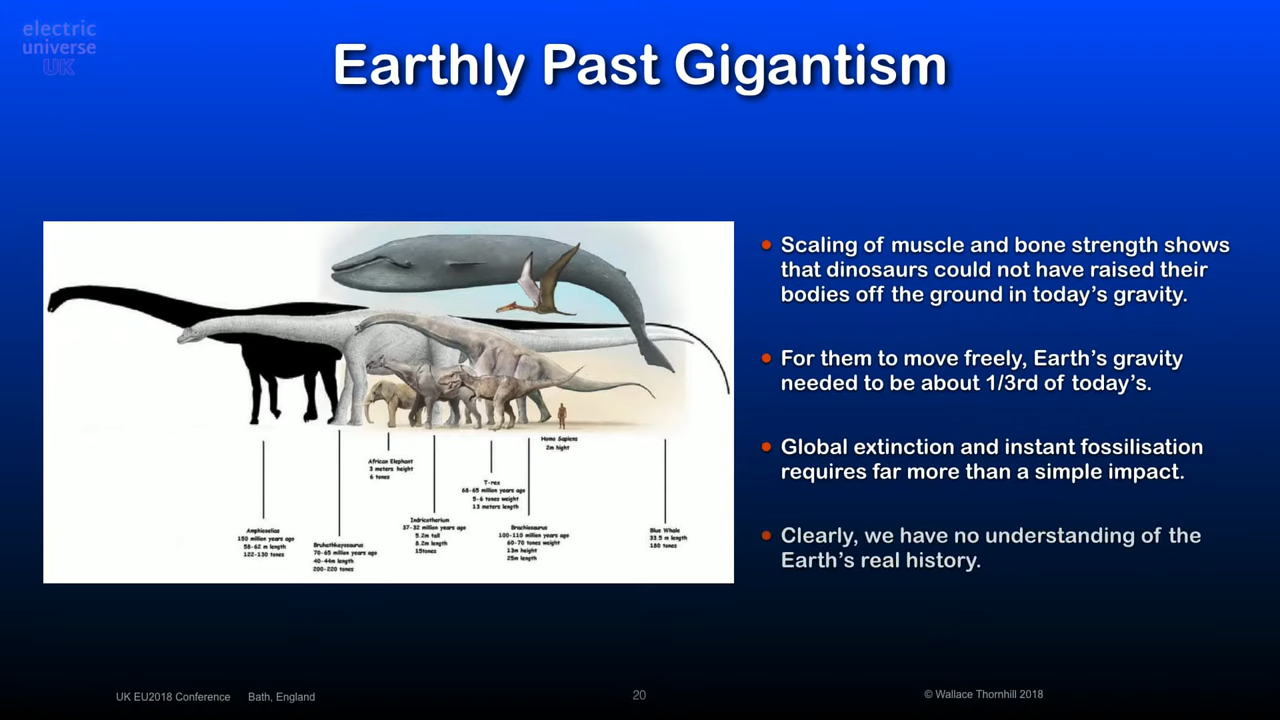 electric
universe
UK
Earthly Past Gigantism
Scaling of muscle and bone strength shows
that dinosaurs could not have raised their
bodies off the ground in today's gravity.
For them to move freely, Earth's gravity
needed to be about 1/3rd of today's.
Global extinction and instant fossilisation
requires far more than a simple impact.
Clearly, we have no understanding of the
Earth's real history.
Amphicoelias
150 million years ago
58-62 m length
122-130 tones
Bruhathkayosaurus
70-65 million years ago
40-44m length
200-220 tones
African Elephant
3 meters height
6 tones
Indricotherium
37-32 million years ago
5.2m tall
8.2m length
15tones
T-rex
68-65 million years ago
5-6 tones weight
13 meters length
Brachiosaurus
100-110 million years ago
60-70 tones weight
13m height
25m length
Homo Sapiens
2m hight
Blue Whale
33.5 m length
180 tones
UK EU2018 Conference Bath, England
20
© Wallace Thornhill 2018